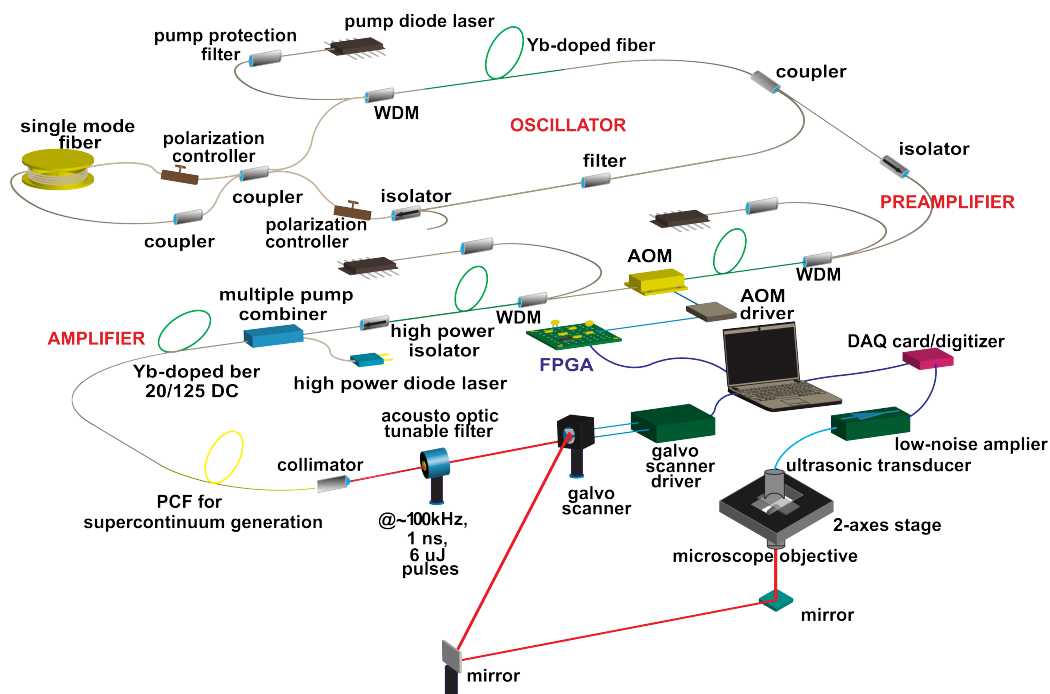 pump diode laser
pump protection
filter
Yb-doped fiber
coupler
WDM
OSCILLATOR
single mode
fiber
polarization
controller
filter
isolator
coupler
isolator
PREAMPLIFIER
coupler
polarization
controller
AOM
WDM
multiple pump
combiner
AOM
driver
AMPLIFIER
high power
isolator
WDM
FPGA
DAQ card/digitizer
Yb-doped ber
20/125 DC
high power diode laser
acousto optic
tunable filter
low-noise amplier
collimator
galvo
scanner
driver
ultrasonic transducer
PCF for
supercontinuum generation
galvo
scanner
@~100kHz,
1 ns,
6 uJ
pulses
2-axes stage
microscope objective
mirror
mirror